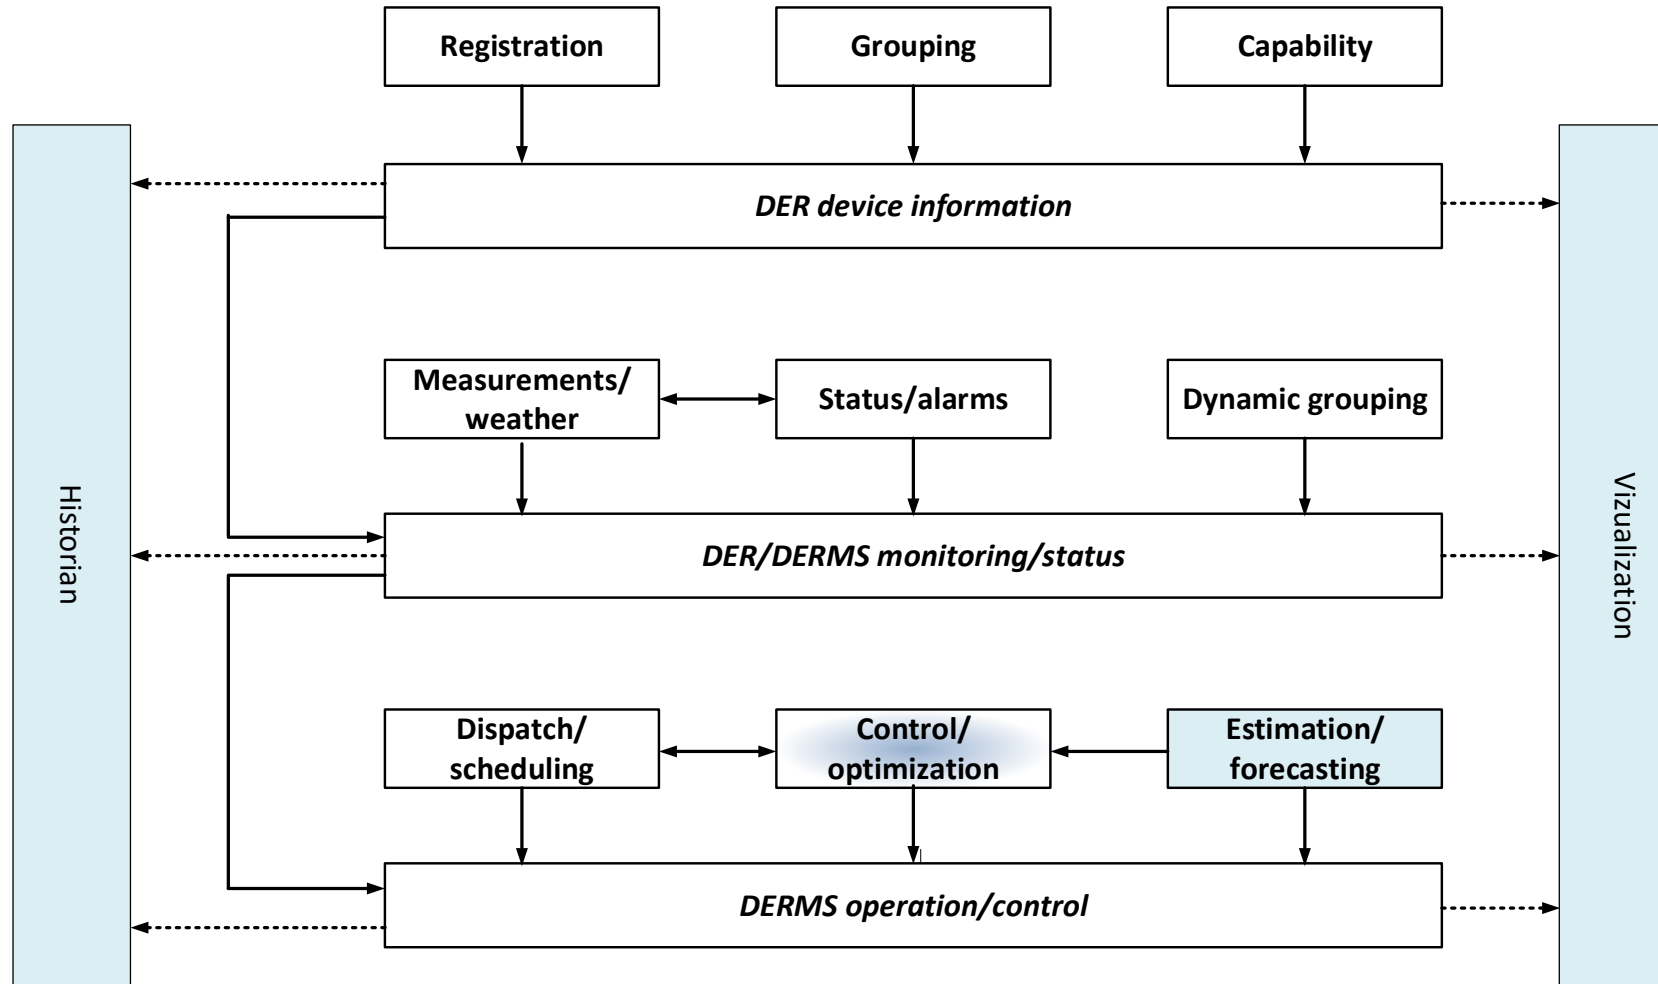 Registration
Grouping
Capability
DER device information
Measurements/
weather
Status/alarms
Dynamic grouping
Historian
Vizualization
DER/DERMS monitoring/status
Dispatch/
scheduling
Control/
optimization
Estimation/
forecasting
DERMS operation/control